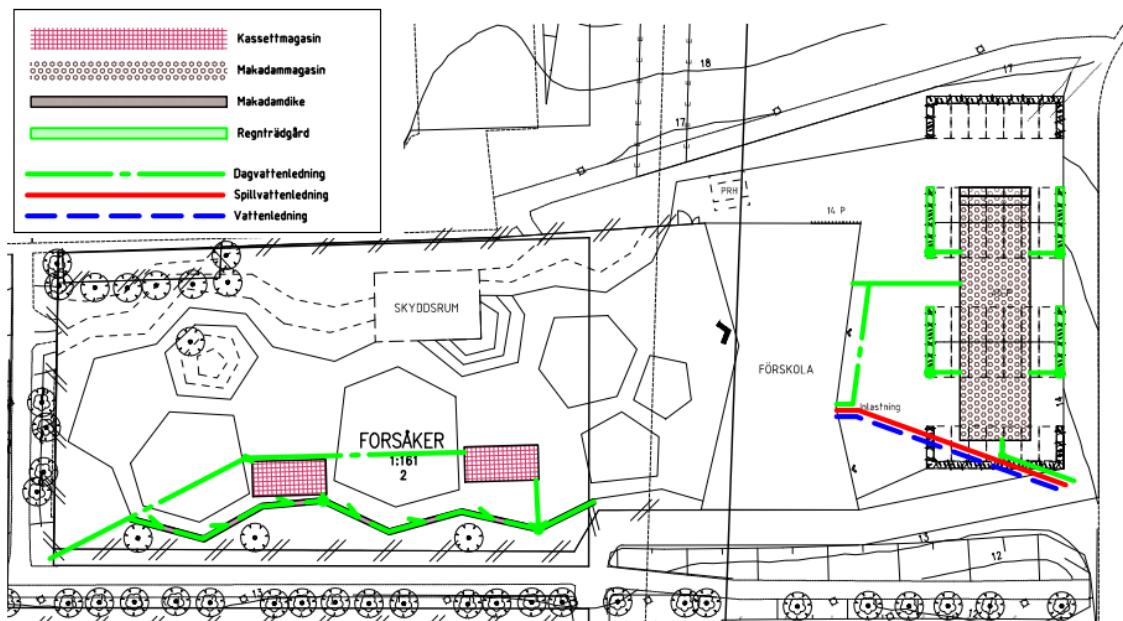 Kassettmagasin
Makadammagasin
Makadamdike
Regnträdgård
Dagvattenledning
Spillvattenledning
Vattenledning
18
17
17
PRH
14 P
SKYDDSRUM
FÖRSKOLA
Inlastning
14
FORSÅKER
1:161
2
13
12
13